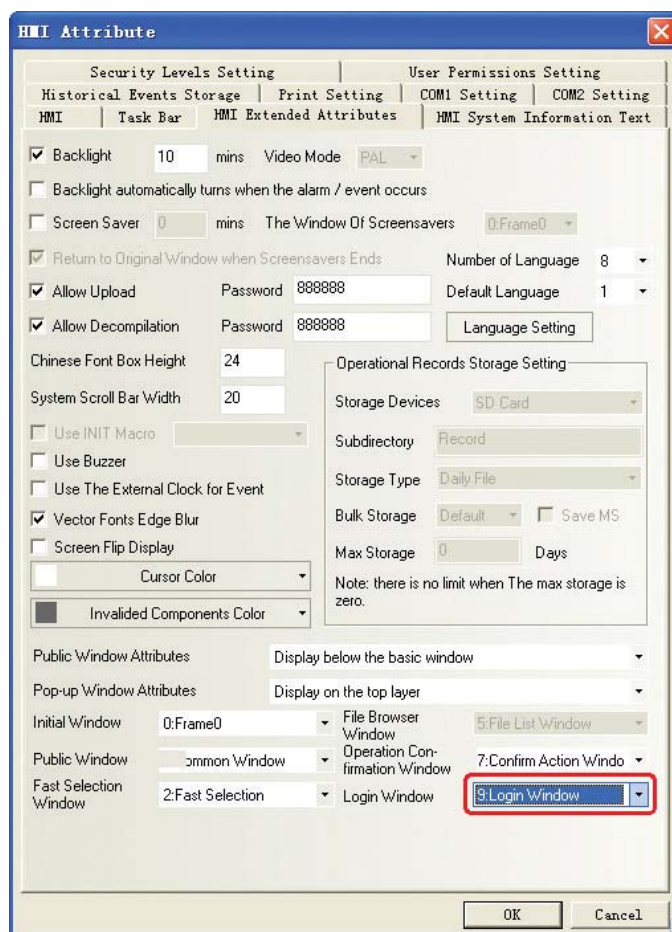 HMI Attribute
Security Levels Setting User Permissions Setting
Historical Events Storage Print Setting COM1 Setting COM2 Setting
HMI Task Bar HMI Extended Attributes HMI System Information Text
Backlight 10 mins Video Mode PAL
Backlight automatically turns when the alarm / event occurs
Screen Saver 0 mins The Window Of Screensavers 0:Frame0
Return to Original Window when Screensavers Ends Number of Language 8
Allow Upload Password 888888 Default Language 1
Allow Decompilation Password 888888 Language Setting
Chinese Font Box Height 24 Operational Records Storage Setting
System Scroll Bar Width 20 Storage Devices SD Card
Use INIT Macro Subdirectory Record
Use Buzzer
Use The External Clock for Event Storage Type Daily File
Vector Fonts Edge Blur Bulk Storage Default Save MS
Screen Flip Display Max Storage 0 Days
Cursor Color Note: there is no limit when The max storage is
Invalided Components Color zero.
Public Window Attributes Display below the basic window
Pop-up Window Attributes Display on the top layer
Initial Window 0:Frame0 File Browser
Window 5:File List Window
Public Window Window Operation Con-
firmation Window 7:Confirm Action Windo
Fast Selection
Window 2:Fast Selection Login Window 9:Login Window
OK Cancel